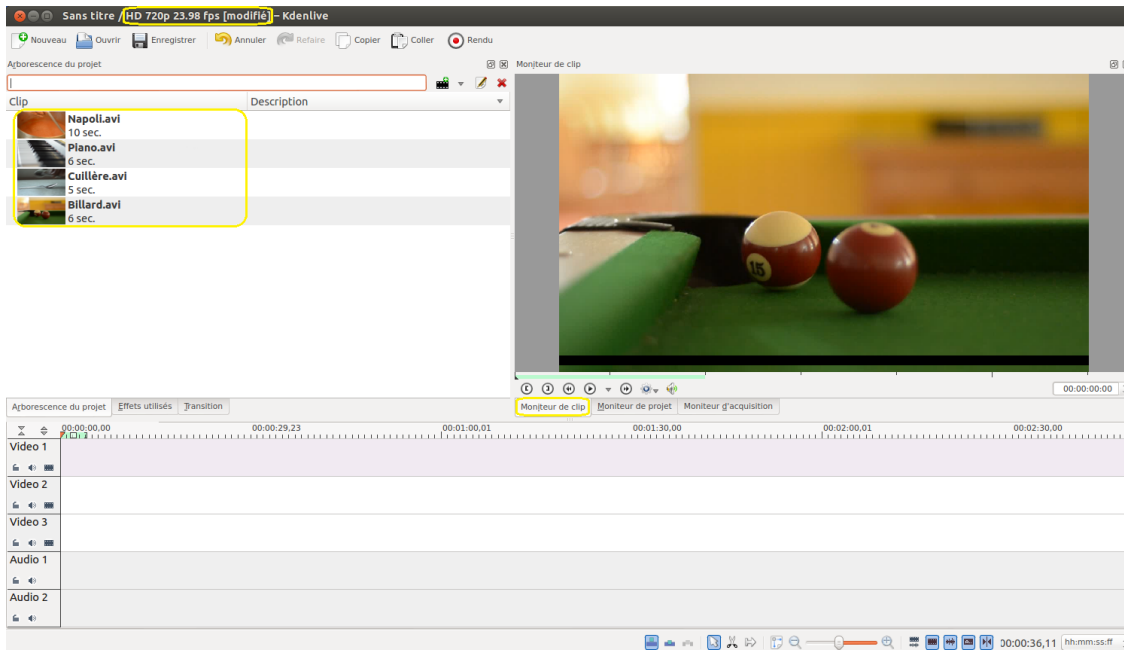 Sans titre / HD 720p 23.98 fps [modifié] – Kdenlive
Nouveau Ouvrir Enregistrer Annuler Refaire Copier Coller Rendu
Arborescence du projet
Moniteur de clip
Clip Description
Napoli.avi
10 sec.
Piano.avi
6 sec.
Cuillère.avi
5 sec.
Billard.avi
6 sec.
15
00:00:00:00
Arborescence du projet Effets utilisés Transition
Moniteur de clip Moniteur de projet Moniteur d'acquisition
00:00:00,00 00:00:29,23 00:01:00,01 00:01:30,00 00:02:00,01 00:02:30,00
Video 1
Video 2
Video 3
Audio 1
Audio 2
00:00:36,11 hh:mm:ss:ff